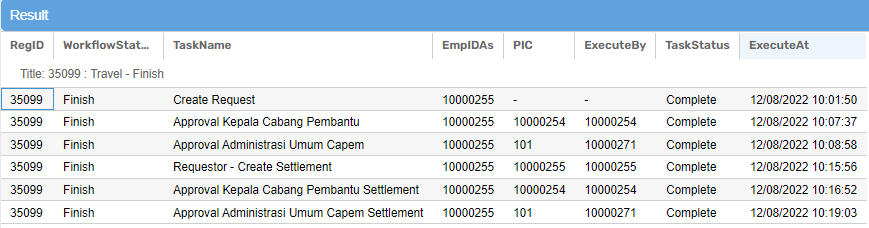 Result
RegID WorkflowStat... TaskName EmpIDAs PIC ExecuteBy TaskStatus ExecuteAt
Title: 35099 : Travel - Finish
35099 Finish Create Request 10000255 - - Complete 12/08/2022 10:01:50
35099 Finish Approval Kepala Cabang Pembantu 10000255 10000254 10000254 Complete 12/08/2022 10:07:37
35099 Finish Approval Administrasi Umum Capem 10000255 101 10000271 Complete 12/08/2022 10:08:58
35099 Finish Requestor - Create Settlement 10000255 10000255 10000255 Complete 12/08/2022 10:15:56
35099 Finish Approval Kepala Cabang Pembantu Settlement 10000255 10000254 10000254 Complete 12/08/2022 10:16:52
35099 Finish Approval Administrasi Umum Capem Settlement 10000255 101 10000271 Complete 12/08/2022 10:19:03